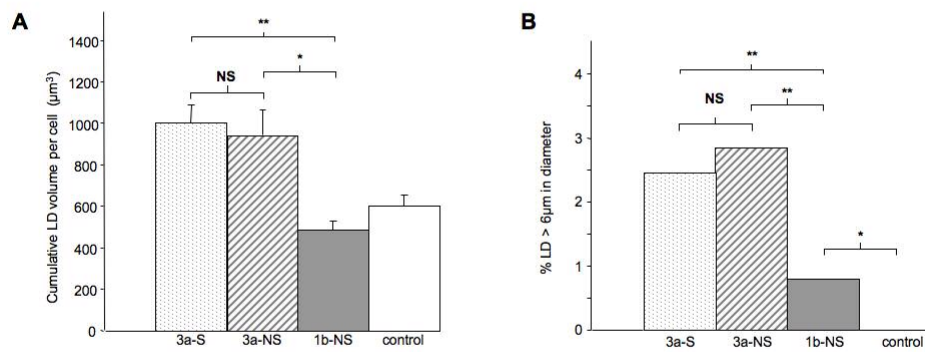 A
Cumulative LD volume per cell (µm³)
1400
1200
1000
800
600
400
200
0
**
*
NS
3a-S 3a-NS 1b-NS control
B
% LD > 6µm in diameter
4
3
2
1
0
**
**
NS
*
3a-S 3a-NS 1b-NS control